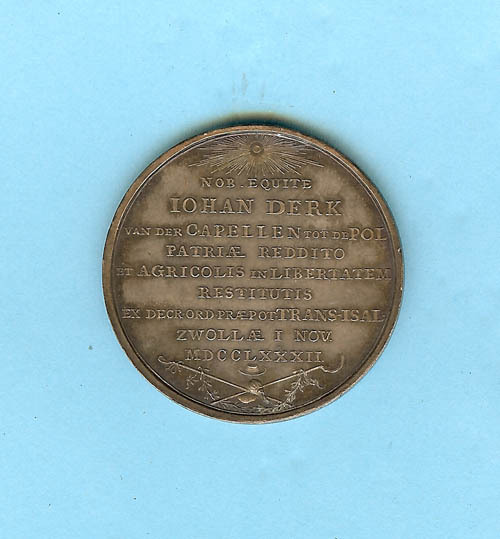 NOB. EQUITE
IOHAN DERK
VAN DER CAPELLEN TOT DE POL
PATRIÆ REDDITO
ET AGRICOLIS IN LIBERTATEM
RESTITUTIS
EX DECR·ORD·PRÆPOT TRANS-ISAL·
ZWOLLÆ I NOV.
MDCCLXXXII.